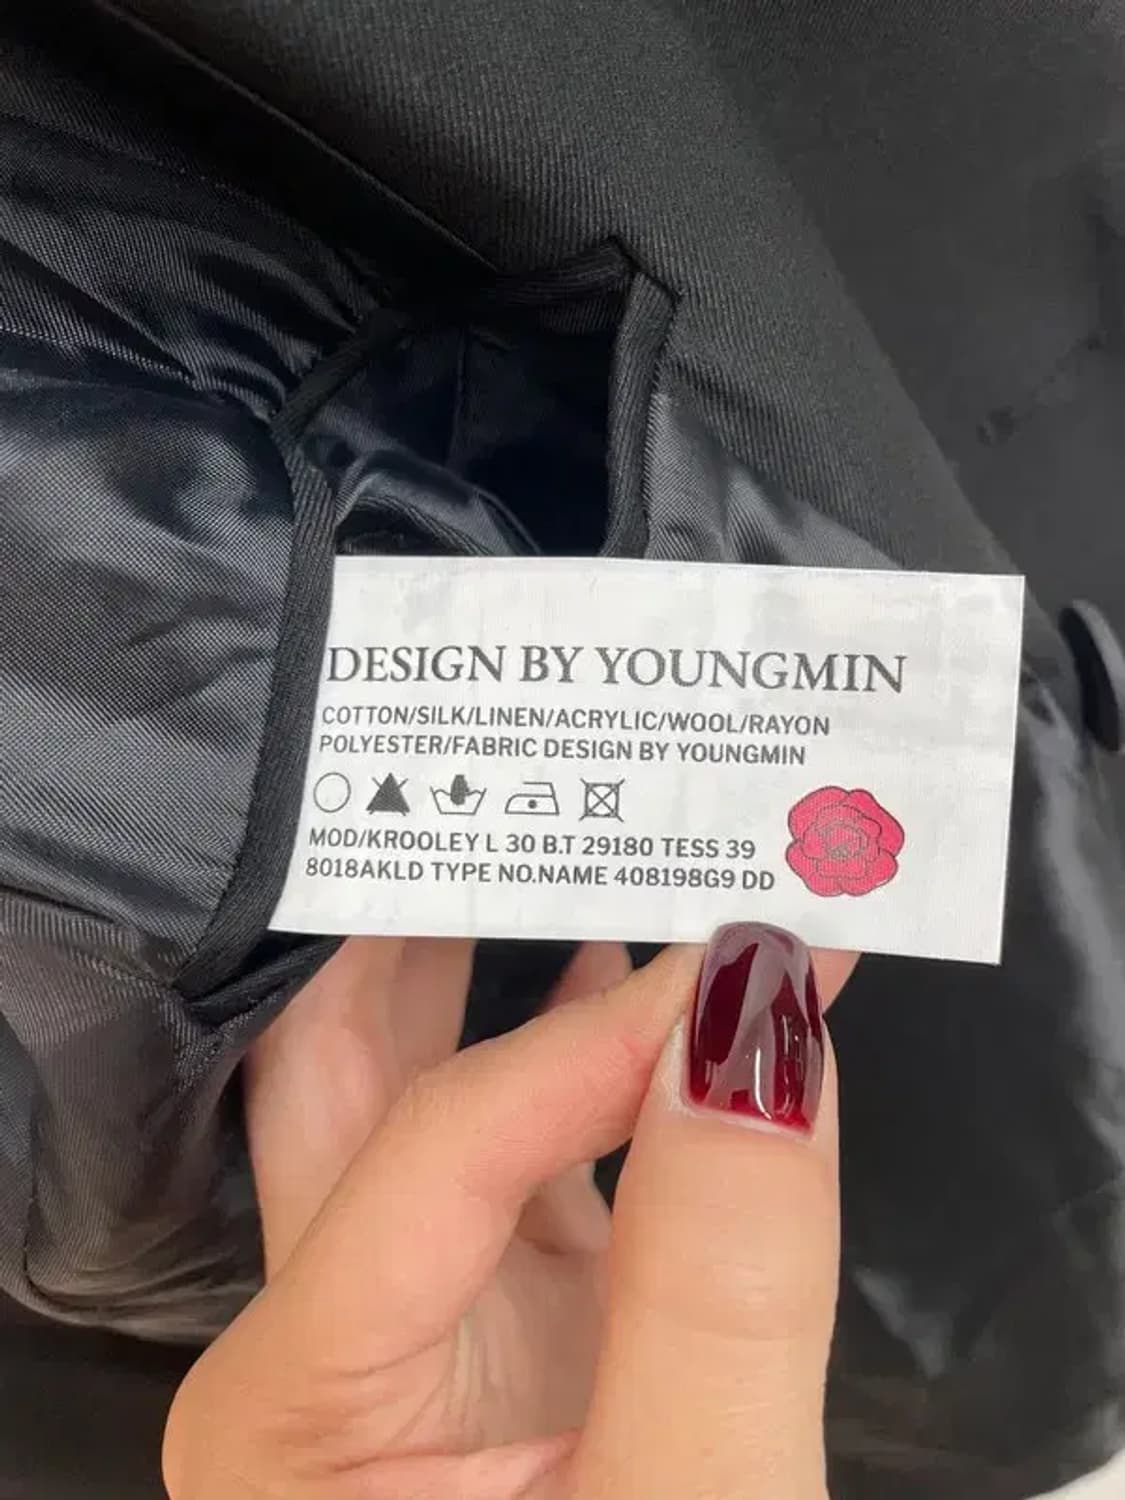 DESIGN BY YOUNGMIN
COTTON/SILK/LINEN/ACRYLIC/WOOL/RAYON
POLYESTER/FABRIC DESIGN BY YOUNGMIN
MOD/KROOLEY L 30 B.T 29180 TESS 39
8018AKLD TYPE NO.NAME 408198G9 DD